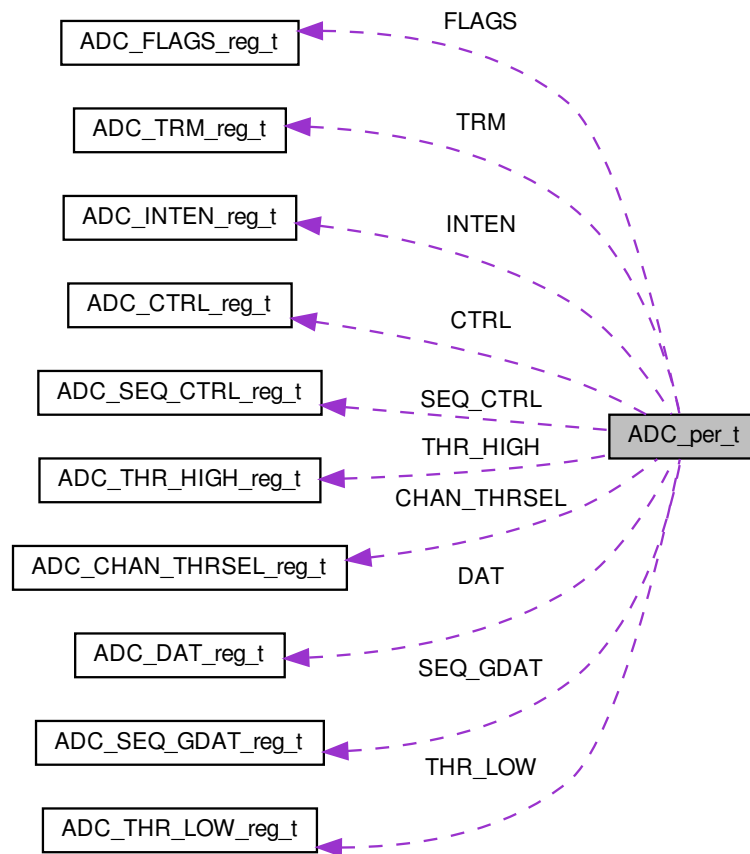 FLAGS
ADC_FLAGS_reg_t
TRM
ADC_TRM_reg_t
INTEN
ADC_INTEN_reg_t
CTRL
ADC_CTRL_reg_t
SEQ_CTRL
ADC_SEQ_CTRL_reg_t
ADC_per_t
THR_HIGH
ADC_THR_HIGH_reg_t
CHAN_THRSEL
ADC_CHAN_THRSEL_reg_t
DAT
ADC_DAT_reg_t
SEQ_GDAT
ADC_SEQ_GDAT_reg_t
THR_LOW
ADC_THR_LOW_reg_t